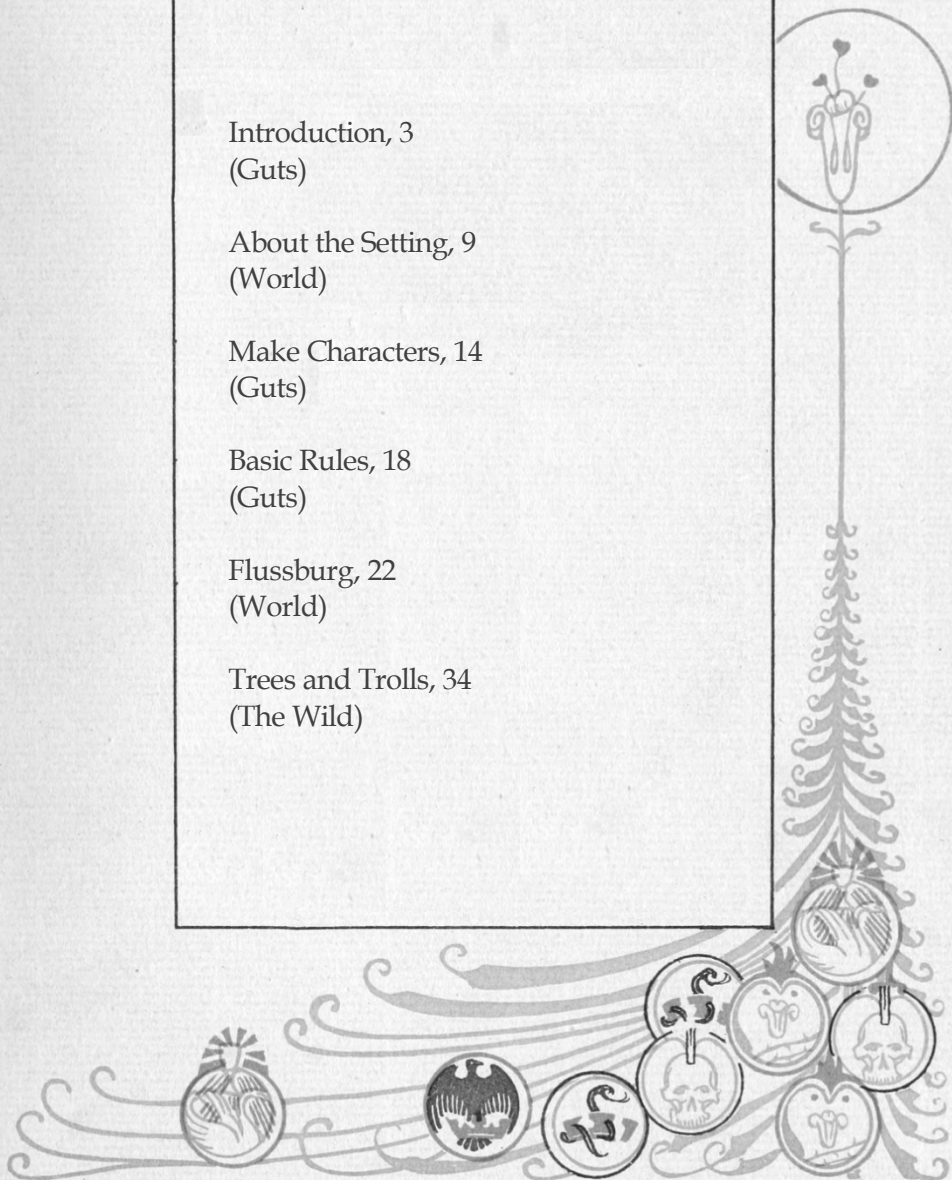 Introduction, 3
(Guts)
About the Setting, 9
(World)
Make Characters, 14
(Guts)
Basic Rules, 18
(Guts)
Flussburg, 22
(World)
Trees and Trolls, 34
(The Wild)